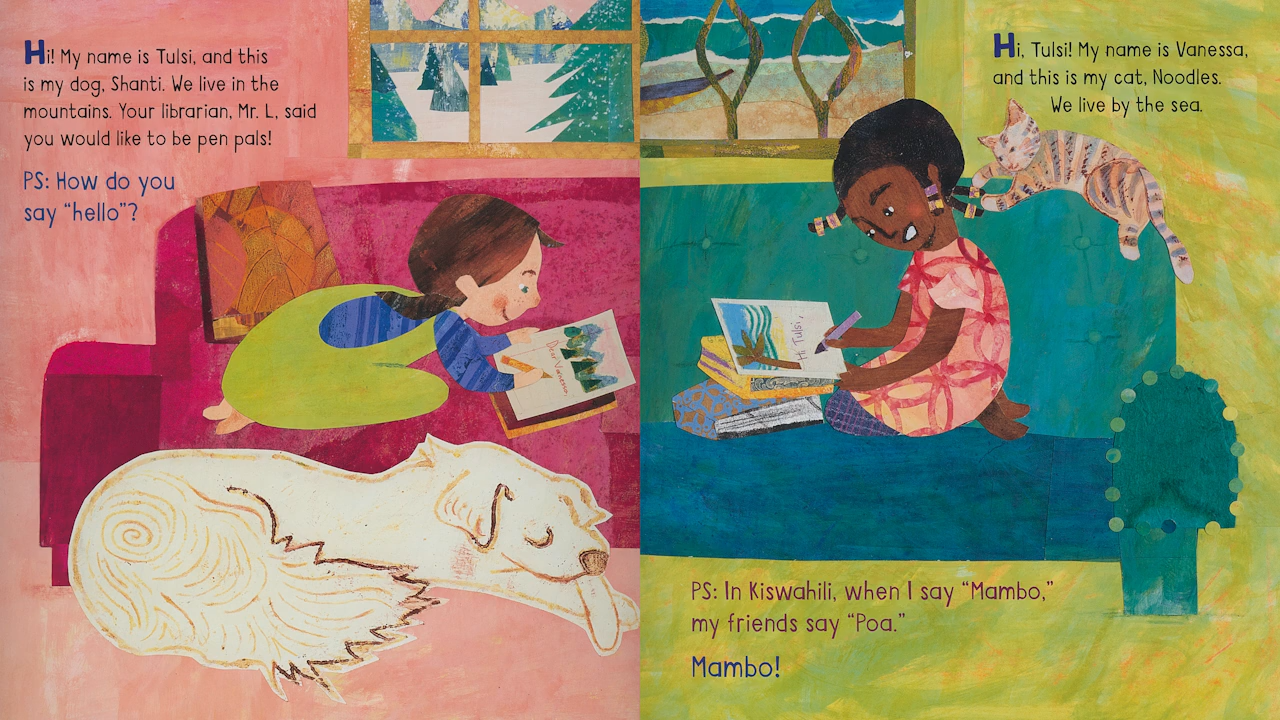 Hi! My name is Tulsi, and this
is my dog, Shanti. We live in the
mountains. Your librarian, Mr. L, said
you would like to be pen pals!
PS: How do you
say “hello”?
Dear Vanessa,
Hi, Tulsi! My name is Vanessa,
and this is my cat, Noodles.
We live by the sea.
Hi Tulsi,
PS: In Kiswahili, when I say “Mambo,”
my friends say “Poa.”
Mambo!